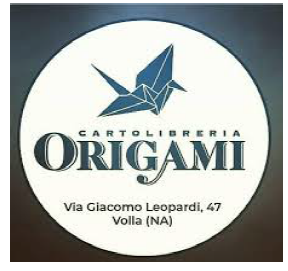 CARTOLIBRERIA
ORIGAMI
Via Giacomo Leopardi, 47
Volla (NA)